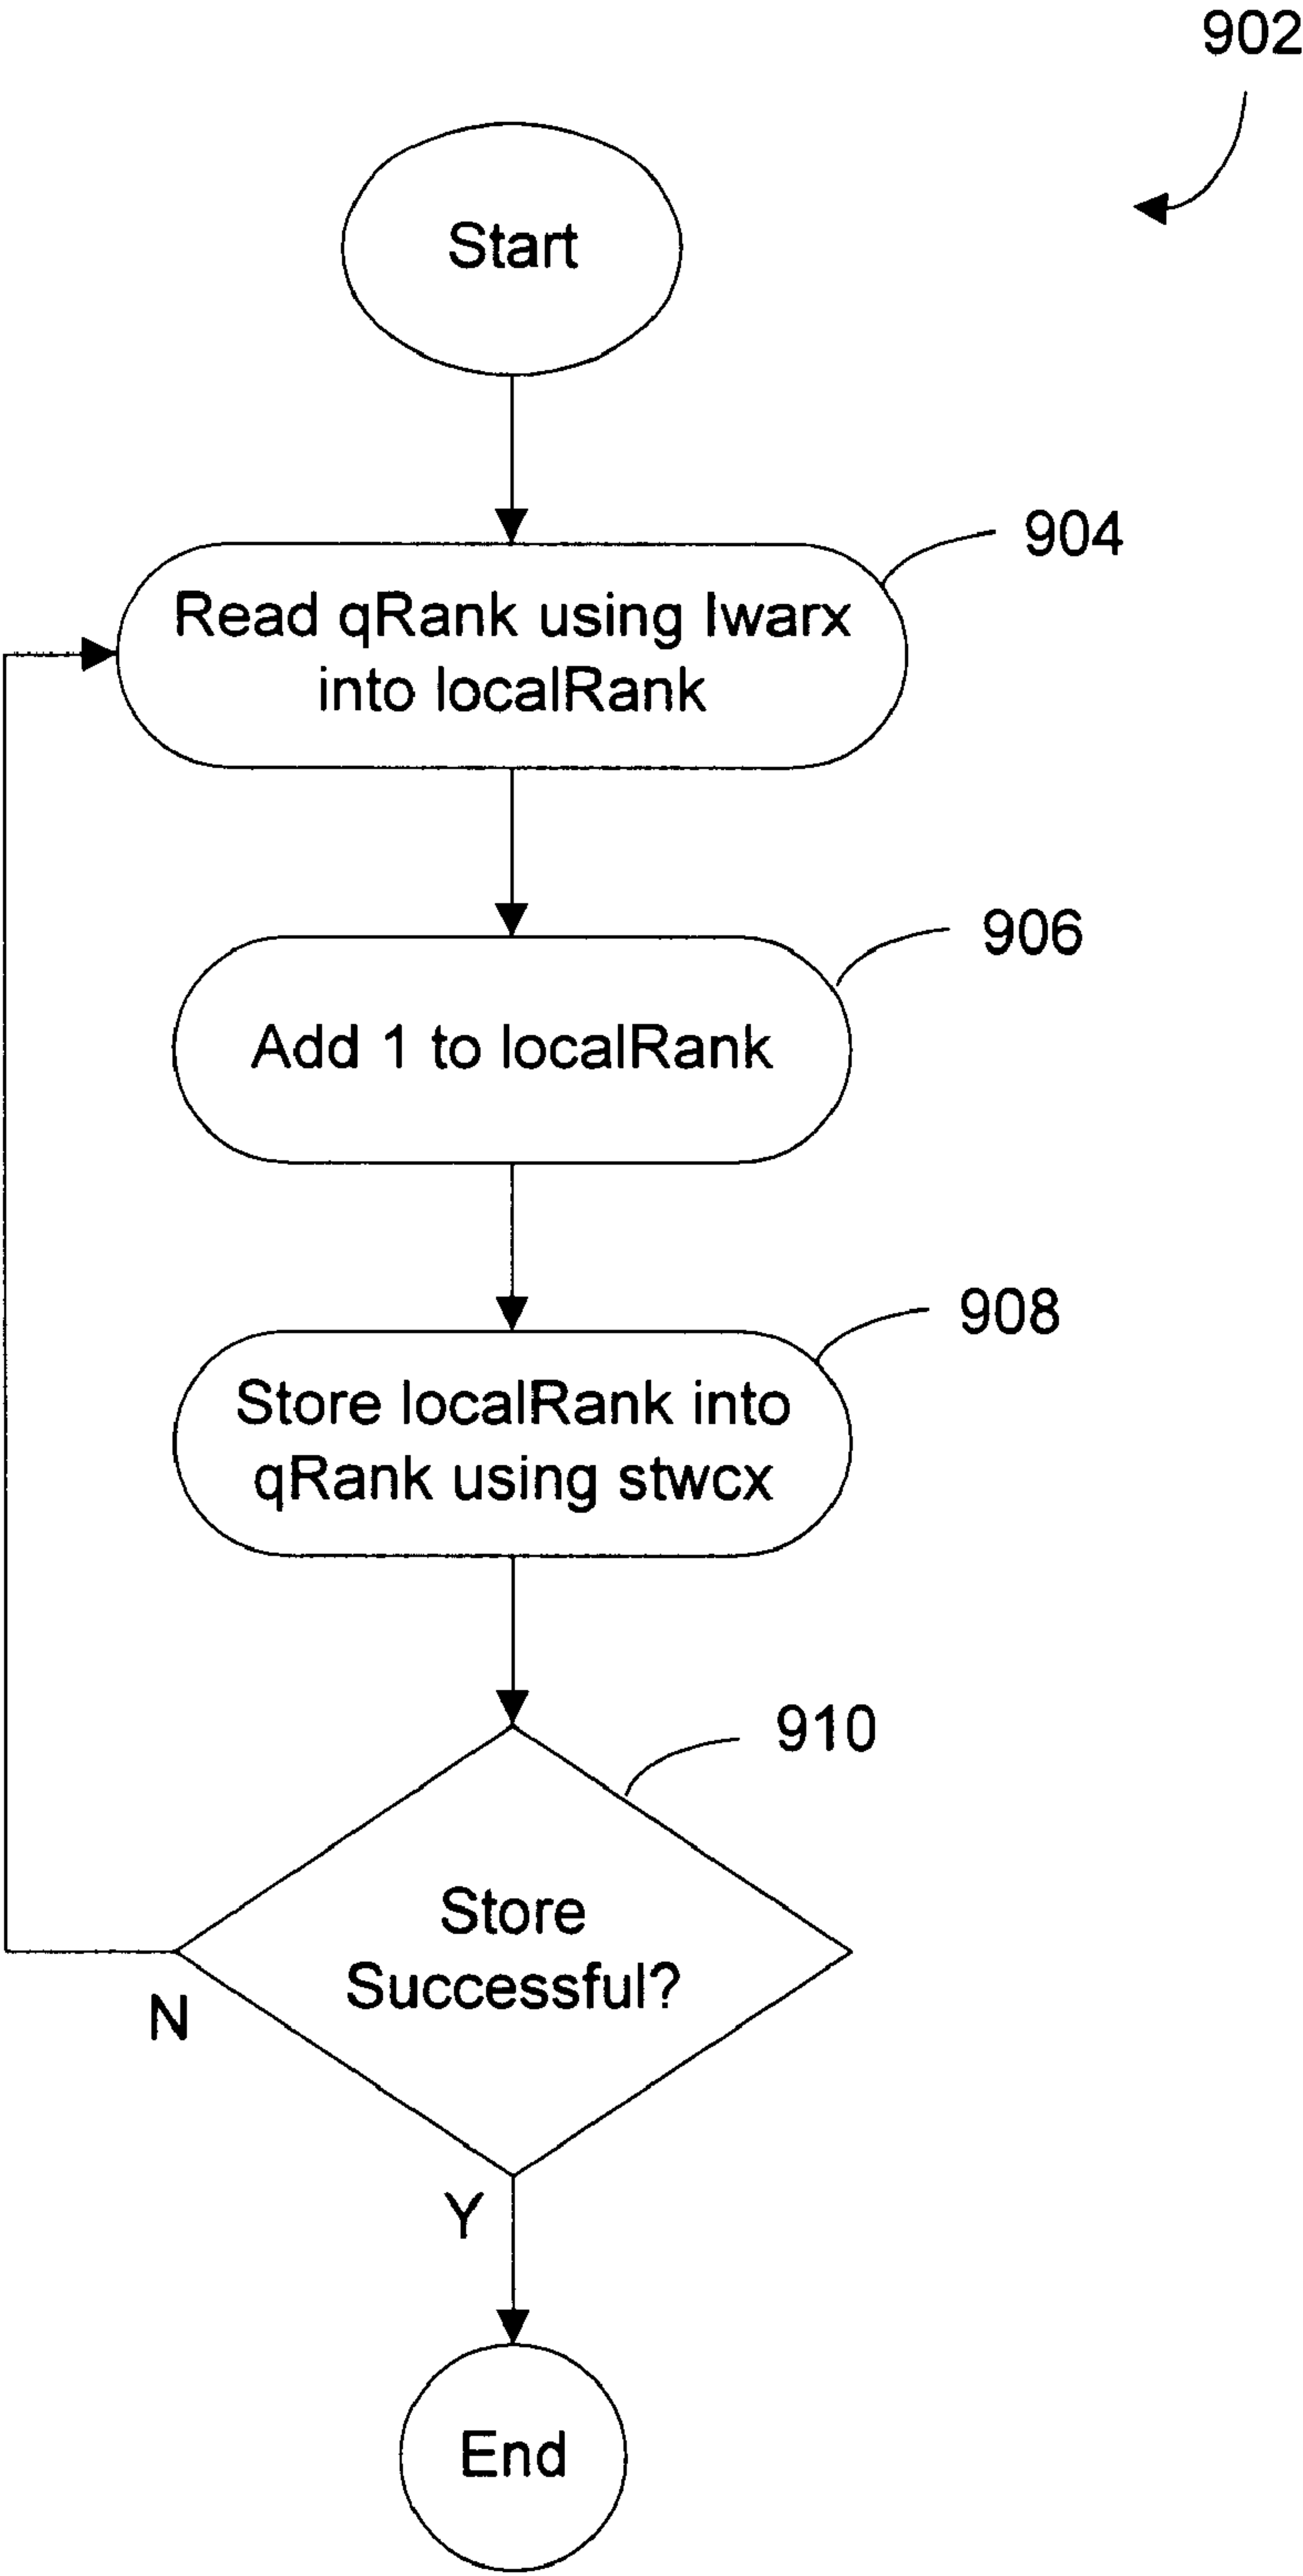 902
Start
904
Read qRank using lwarx
into localRank
906
Add 1 to localRank
908
Store localRank into
qRank using stwcx
910
Store
Successful?
N
Y
End